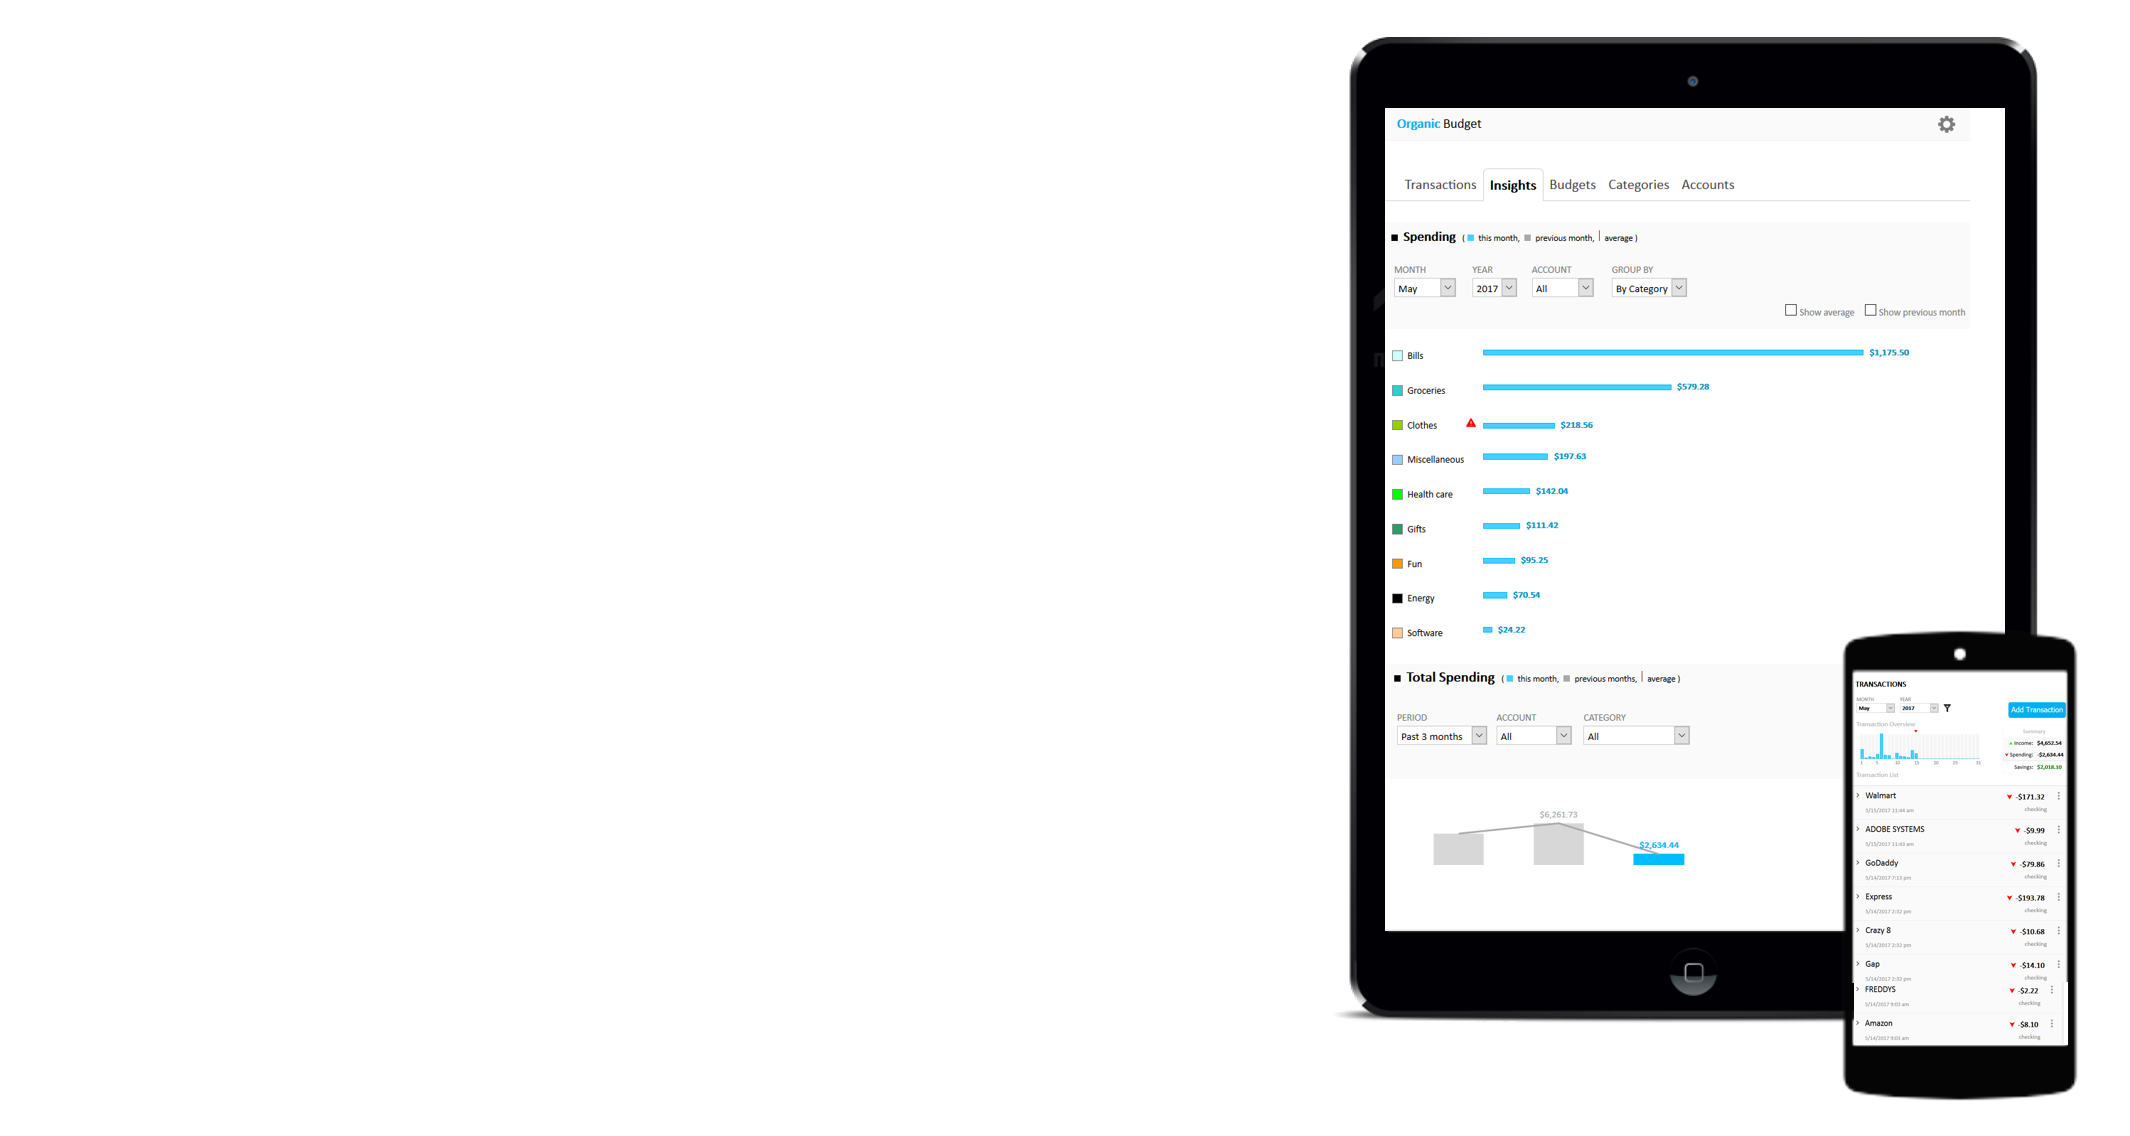 Organic Budget
Transactions Insights Budgets Categories Accounts
Spending ( this month, previous month, average )
MONTH YEAR ACCOUNT GROUP BY
May 2017 All By Category
Show average Show previous month
Bills $1,175.50
Groceries $579.28
Clothes $218.56
Miscellaneous $197.63
Health care $142.04
Gifts $111.42
Fun $95.25
Energy $70.54
Software $24.22
Total Spending ( this month, previous months, average )
PERIOD ACCOUNT CATEGORY
Past 3 months All All
$6,261.73
$2,634.44
TRANSACTIONS
MONTH YEAR
May 2017
Add Transaction
Transaction Overview
Summary
Income: $4,652.54
Spending: -$2,634.44
Savings: $2,018.10
1 5 10 15 20 25 31
Transaction List
Walmart -$171.32
5/15/2017 11:44 am checking
ADOBE SYSTEMS -$9.99
5/15/2017 11:43 am checking
GoDaddy -$79.86
5/14/2017 7:13 pm checking
Express -$193.78
5/14/2017 2:32 pm checking
Crazy 8 -$10.68
5/14/2017 2:32 pm checking
Gap -$14.10
5/14/2017 2:32 pm checking
FREDDYS -$2.22
5/14/2017 9:03 am checking
Amazon -$8.10
5/14/2017 9:03 am checking